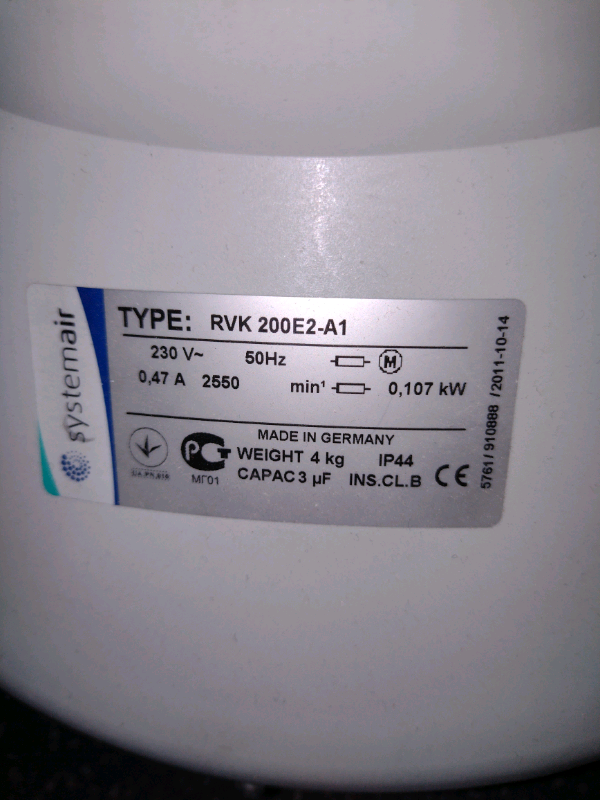 systemair
TYPE: RVK 200E2-A1
230 V~ 50Hz M
0,47 A 2550 min¹ 0,107 kW
MADE IN GERMANY
WEIGHT 4 kg IP44
CAPAC 3 µF INS.CL.B CE
РСТ
МГ01
5761/ 910888 /2011-10-14